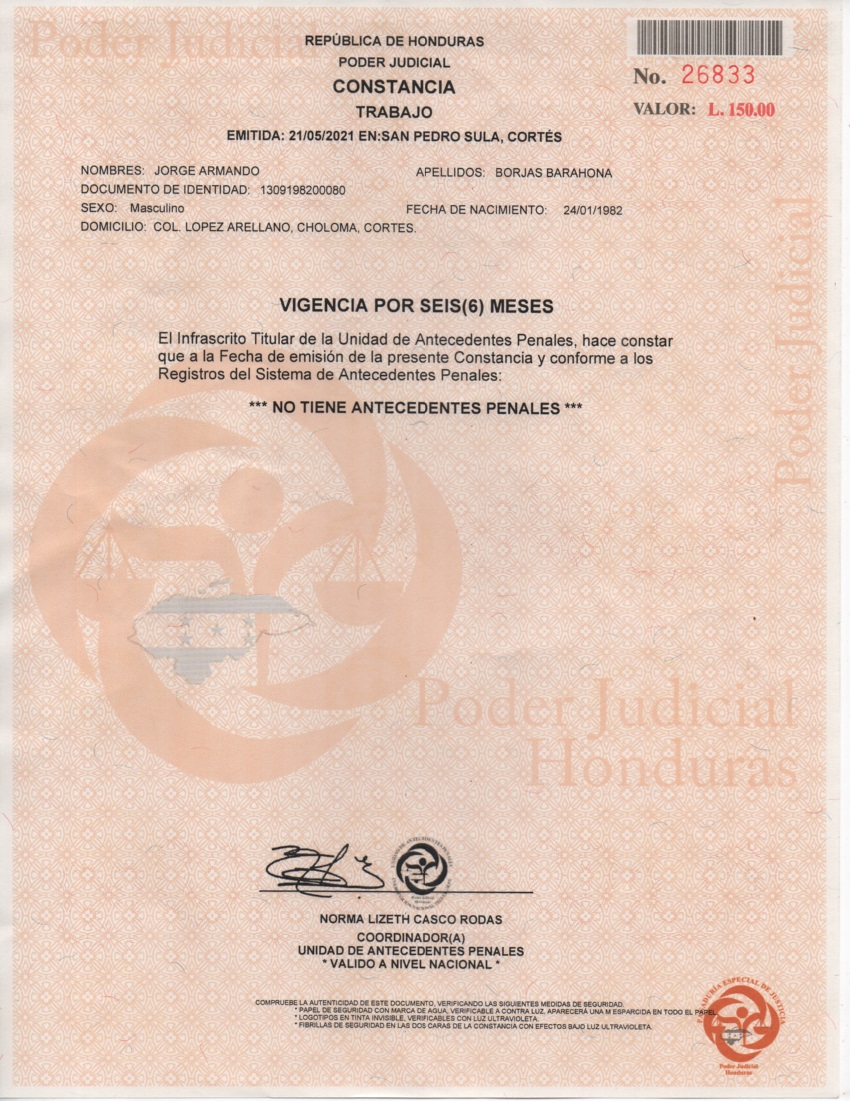 Poder Judicial
REPÚBLICA DE HONDURAS
PODER JUDICIAL
CONSTANCIA
TRABAJO
EMITIDA: 21/05/2021 EN:SAN PEDRO SULA, CORTÉS
No. 26833
VALOR: L. 150.00
NOMBRES: JORGE ARMANDO APELLIDOS: BORJAS BARAHONA
DOCUMENTO DE IDENTIDAD: 1309198200080
SEXO: Masculino FECHA DE NACIMIENTO: 24/01/1982
DOMICILIO: COL. LOPEZ ARELLANO, CHOLOMA, CORTES.
Poder Judicial
VIGENCIA POR SEIS(6) MESES
El Infrascrito Titular de la Unidad de Antecedentes Penales, hace constar
que a la Fecha de emisión de la presente Constancia y conforme a los
Registros del Sistema de Antecedentes Penales:
*** NO TIENE ANTECEDENTES PENALES ***
Poder Judicial
Honduras
NORMA LIZETH CASCO RODAS
COORDINADOR(A)
UNIDAD DE ANTECEDENTES PENALES
* VALIDO A NIVEL NACIONAL *
COMPRUEBE LA AUTENTICIDAD DE ESTE DOCUMENTO, VERIFICANDO LAS SIGUIENTES MEDIDAS DE SEGURIDAD.
* PAPEL DE SEGURIDAD CON MARCA DE AGUA, VERIFICABLE A CONTRA LUZ, APARECERÁ UNA M ESPARCIDA EN TODO EL PAPEL.
* LOGOTIPOS EN TINTA INVISIBLE, VERIFICABLES CON LUZ ULTRAVIOLETA.
* FIBRILLAS DE SEGURIDAD EN LAS DOS CARAS DE LA CONSTANCIA CON EFECTOS BAJO LUZ ULTRAVIOLETA.
PAGADURÍA ESPECIAL DE JUSTICIA
Poder Judicial
Honduras